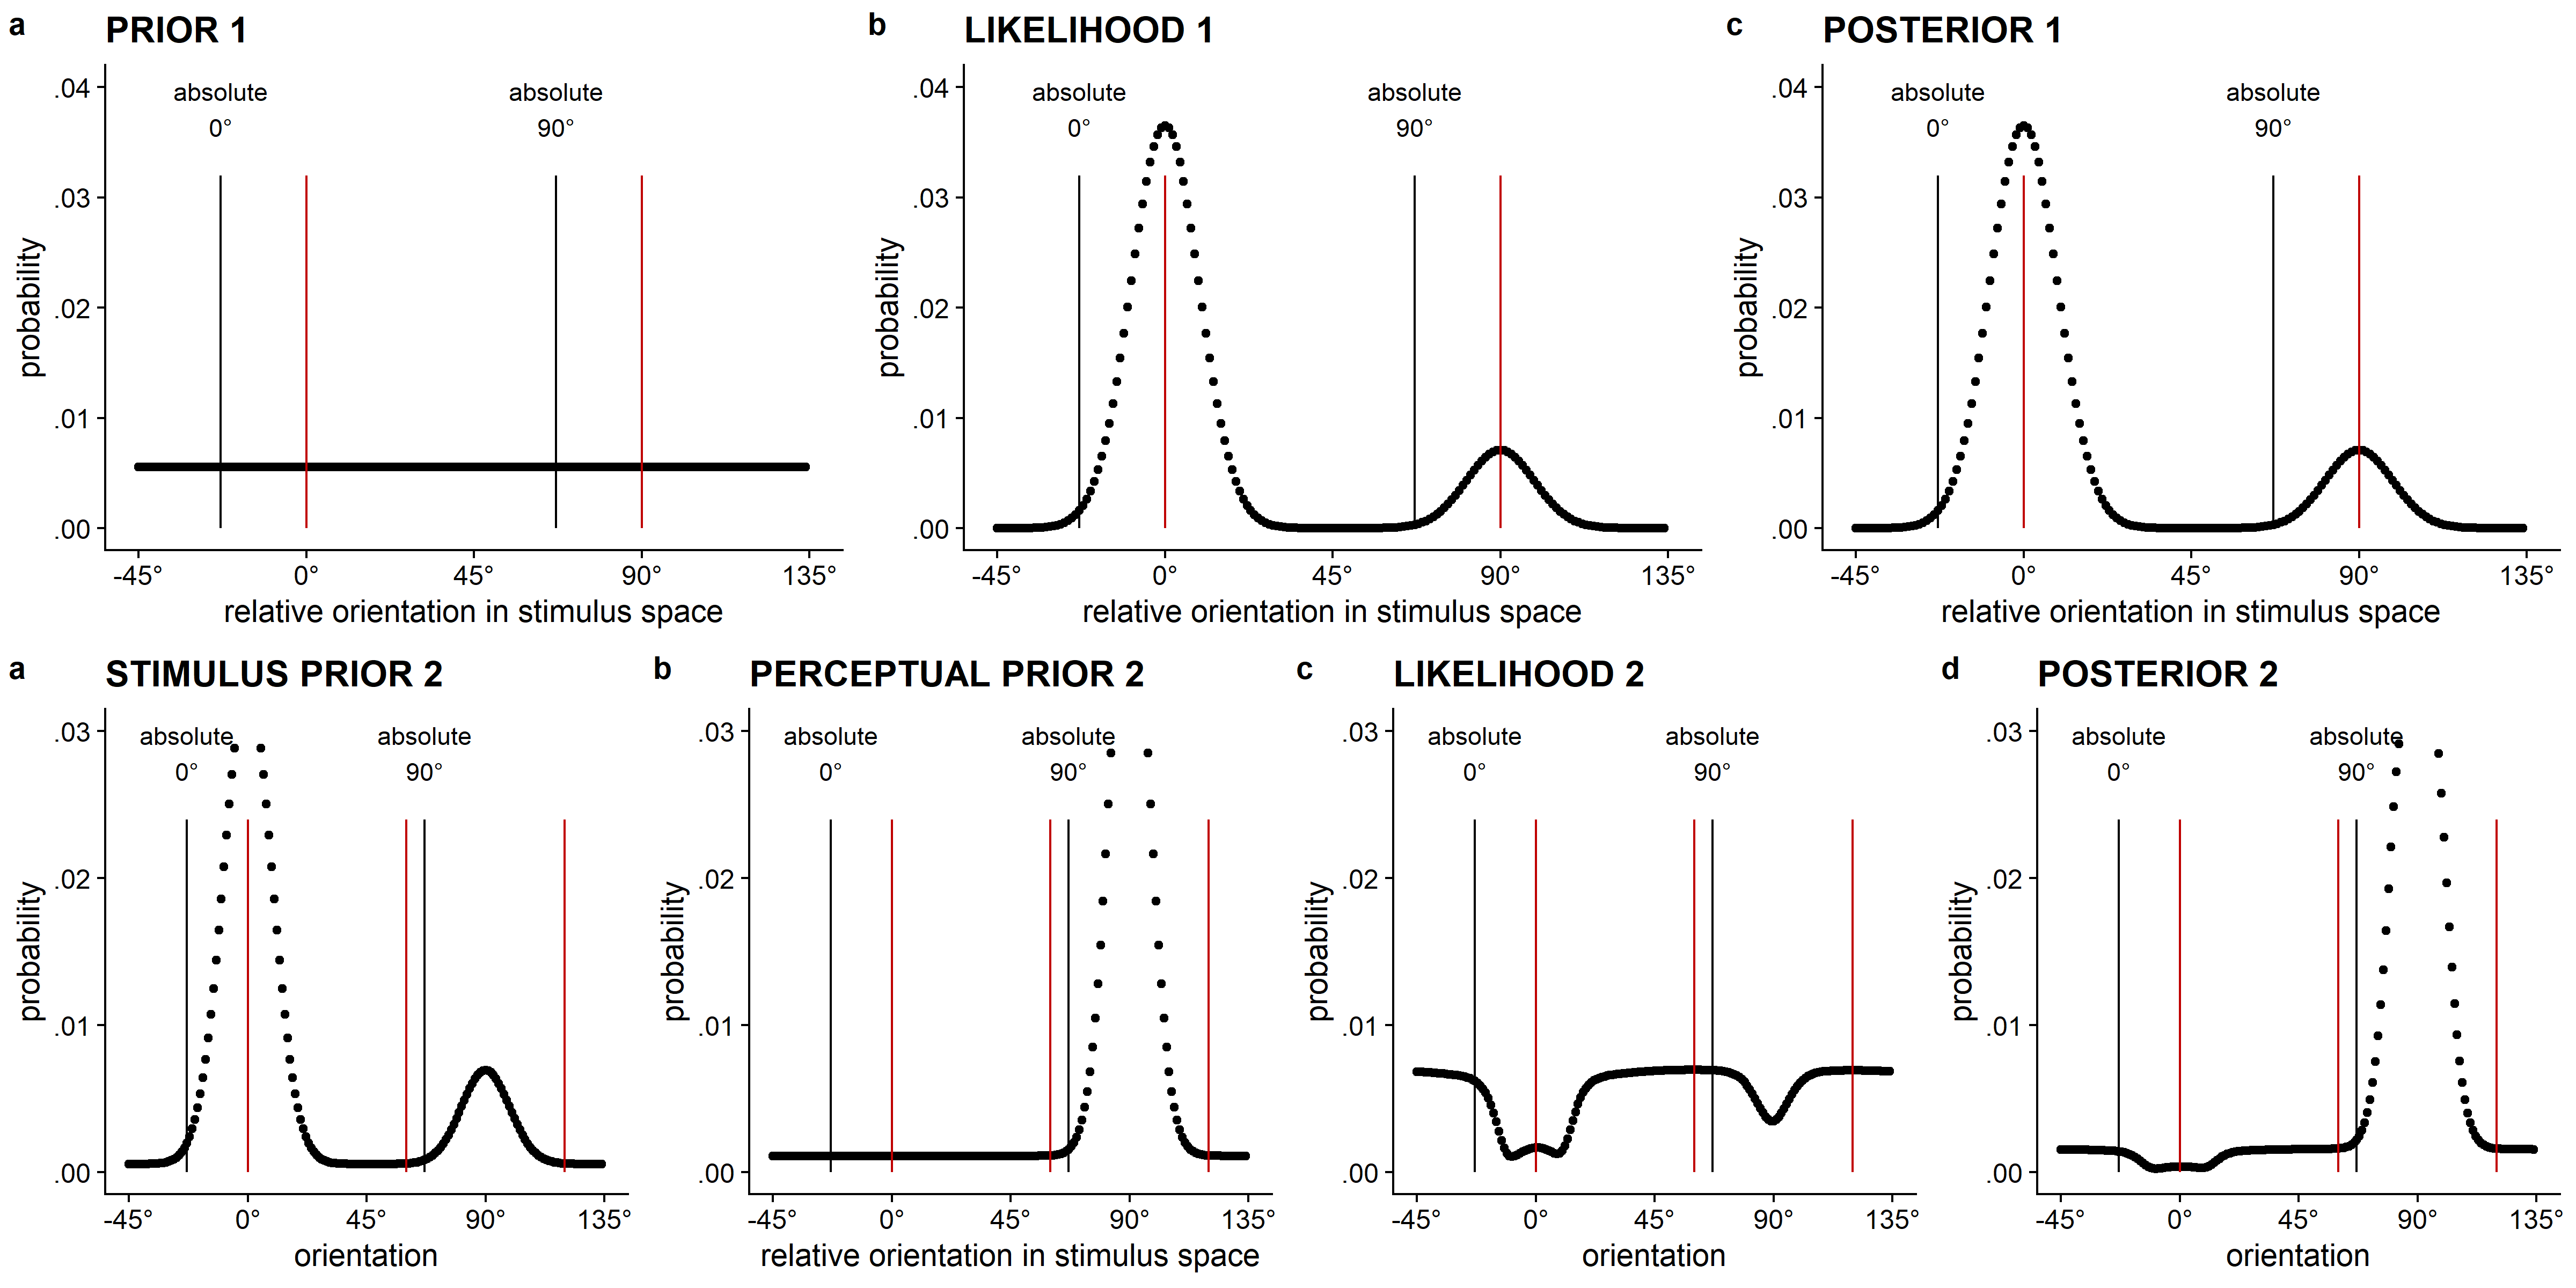 a PRIOR 1
absolute 0°
absolute 90°
.04
.03
.02
.01
.00
probability
-45° 0° 45° 90° 135°
relative orientation in stimulus space
b LIKELIHOOD 1
absolute 0°
absolute 90°
.04
.03
.02
.01
.00
probability
-45° 0° 45° 90° 135°
relative orientation in stimulus space
c POSTERIOR 1
absolute 0°
absolute 90°
.04
.03
.02
.01
.00
probability
-45° 0° 45° 90° 135°
relative orientation in stimulus space
a STIMULUS PRIOR 2
absolute 0°
absolute 90°
.03
.02
.01
.00
probability
-45° 0° 45° 90° 135°
orientation
b PERCEPTUAL PRIOR 2
absolute 0°
absolute 90°
.03
.02
.01
.00
probability
-45° 0° 45° 90° 135°
relative orientation in stimulus space
c LIKELIHOOD 2
absolute 0°
absolute 90°
.03
.02
.01
.00
probability
-45° 0° 45° 90° 135°
orientation
d POSTERIOR 2
absolute 0°
absolute 90°
.03
.02
.01
.00
probability
-45° 0° 45° 90° 135°
orientation